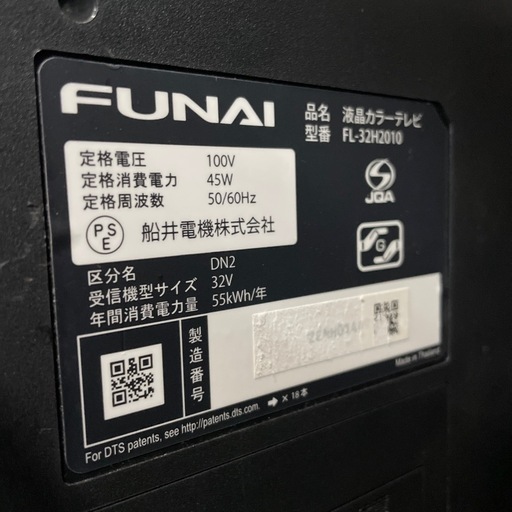 FUNAI
品名 液晶カラーテレビ
型番 FL-32H2010
定格電圧 100V
定格消費電力 45W
定格周波数 50/60Hz
PSE 船井電機株式会社
JQA
G
区分名 DN2
受信機型サイズ 32V
年間消費電力量 55kWh/年
製造番号
Made in Thailand
For DTS patents, see http://patents.dts.com. ➡ × 18本